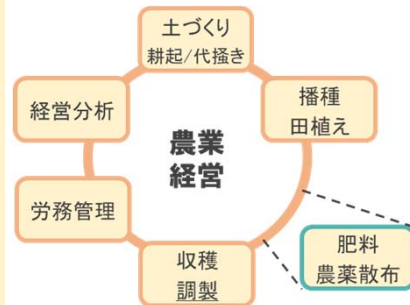 土づくり
耕起/代掻き
経営分析
播種
田植え
農業
経営
労務管理
肥料
農薬散布
収穫
調製